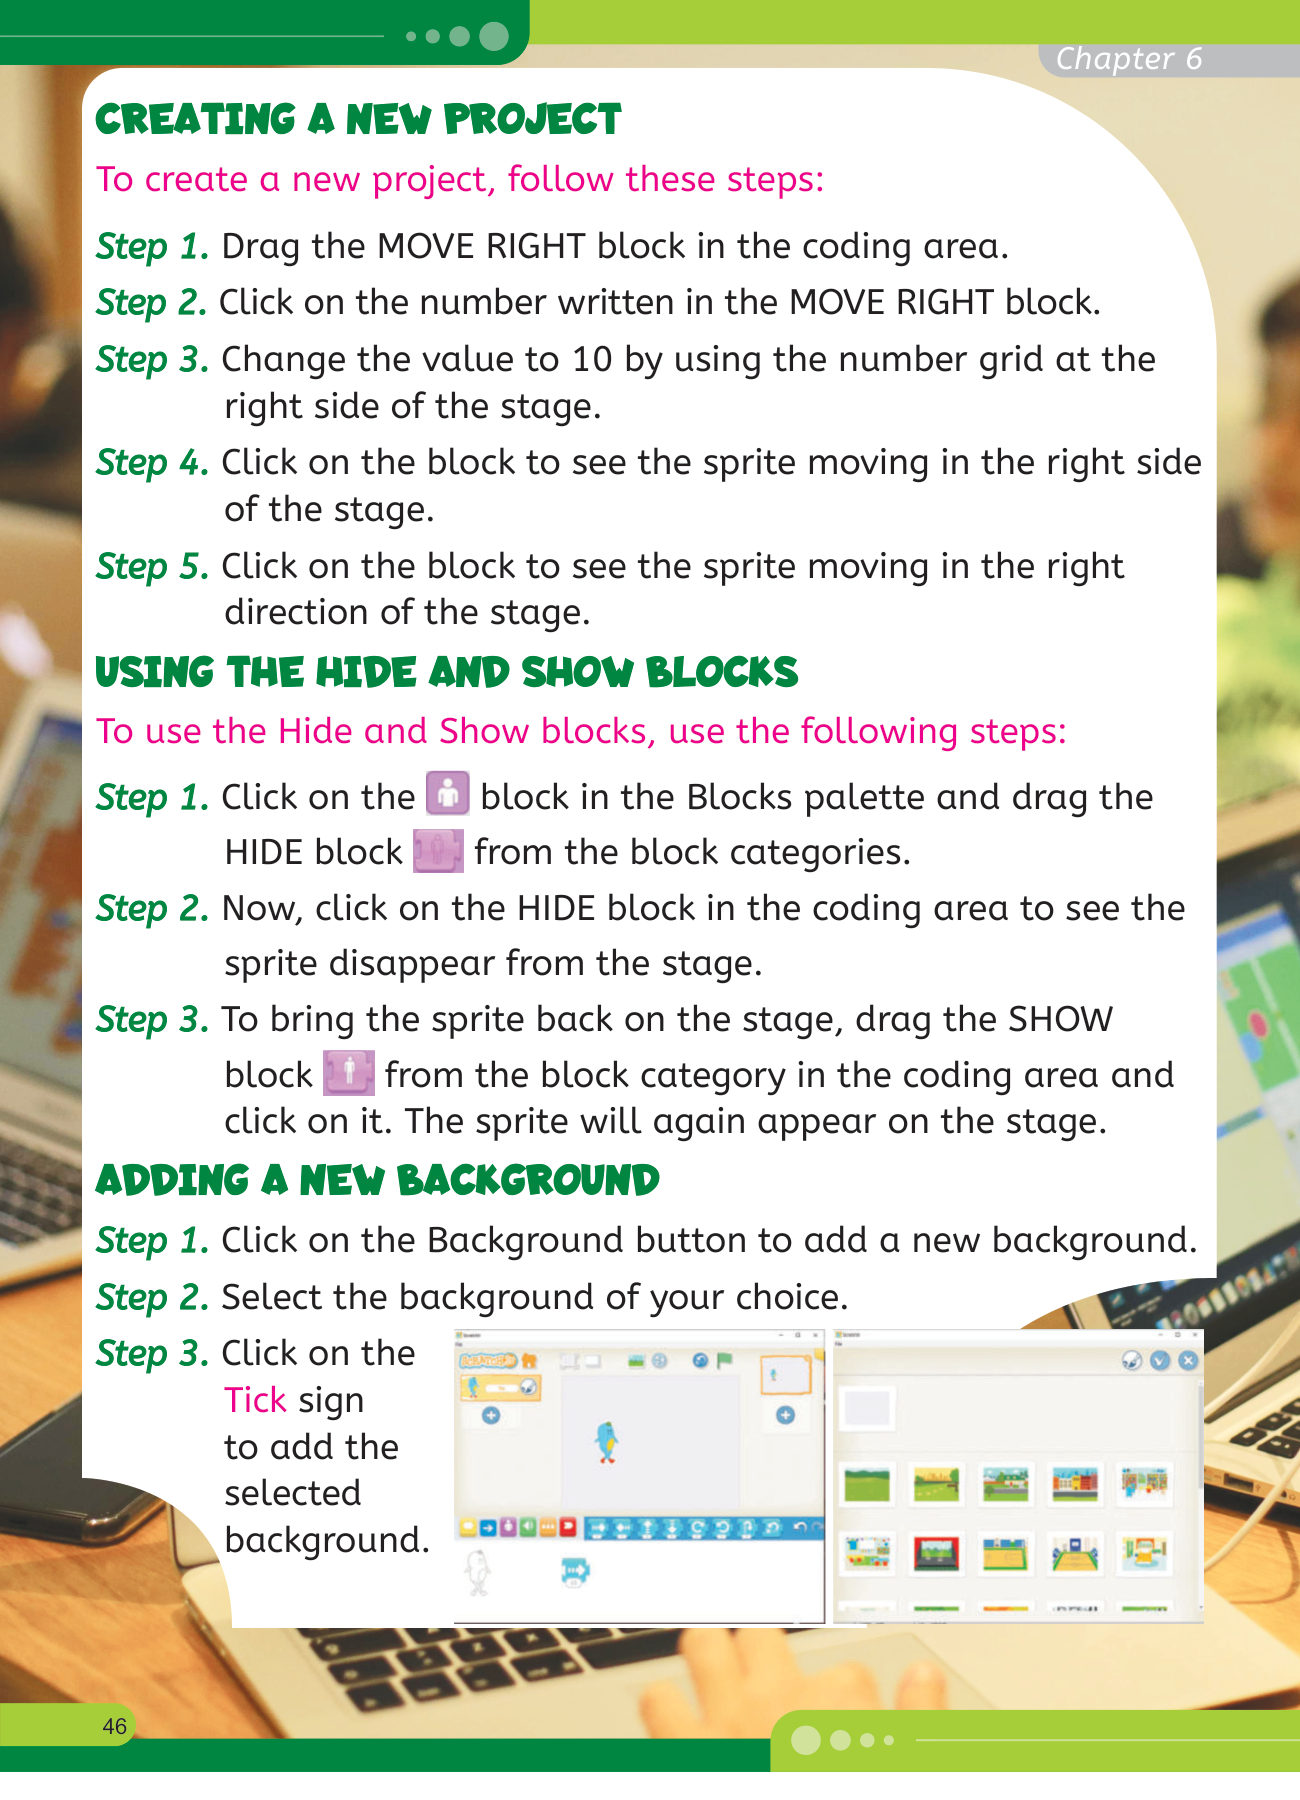 Chapter 6
CREATING A NEW PROJECT
To create a new project, follow these steps:
Step 1. Drag the MOVE RIGHT block in the coding area.
Step 2. Click on the number written in the MOVE RIGHT block.
Step 3. Change the value to 10 by using the number grid at the
right side of the stage.
Step 4. Click on the block to see the sprite moving in the right side
of the stage.
Step 5. Click on the block to see the sprite moving in the right
direction of the stage.
USING THE HIDE AND SHOW BLOCKS
To use the Hide and Show blocks, use the following steps:
Step 1. Click on the block in the Blocks palette and drag the
HIDE block from the block categories.
Step 2. Now, click on the HIDE block in the coding area to see the
sprite disappear from the stage.
Step 3. To bring the sprite back on the stage, drag the SHOW
block from the block category in the coding area and
click on it. The sprite will again appear on the stage.
ADDING A NEW BACKGROUND
Step 1. Click on the Background button to add a new background.
Step 2. Select the background of your choice.
Step 3. Click on the
Tick sign
to add the
selected
background.
46